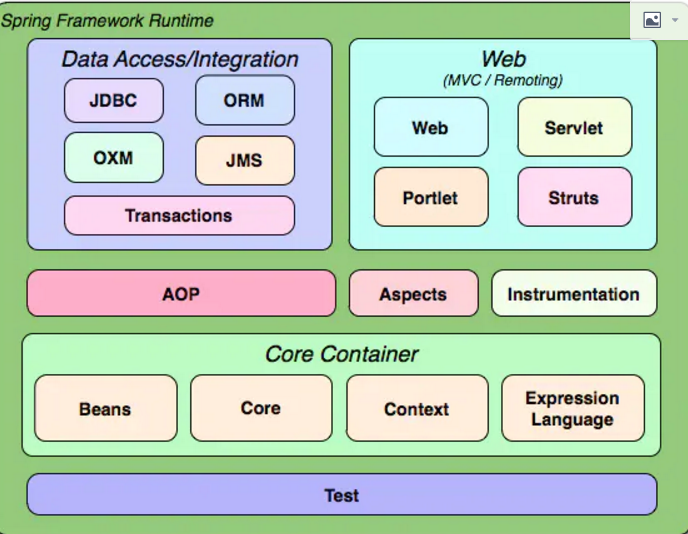 Spring Framework Runtime
Data Access/Integration
JDBC
ORM
OXM
JMS
Transactions
Web
(MVC / Remoting)
Web
Servlet
Portlet
Struts
AOP
Aspects
Instrumentation
Core Container
Beans
Core
Context
Expression
Language
Test